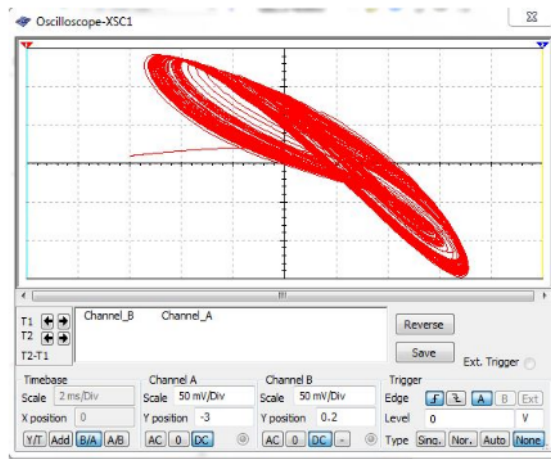 Oscilloscope-XSC1
T1
T2
T2-T1
Channel_B Channel_A
Reverse
Save
Ext. Trigger
Timebase
Scale 2 ms/Div
X position 0
Y/T Add B/A A/B
Channel A
Scale 50 mV/Div
Y position -3
AC 0 DC
Channel B
Scale 50 mV/Div
Y position 0.2
AC 0 DC -
Trigger
Edge A B Ext
Level 0 V
Type Sing. Nor. Auto None